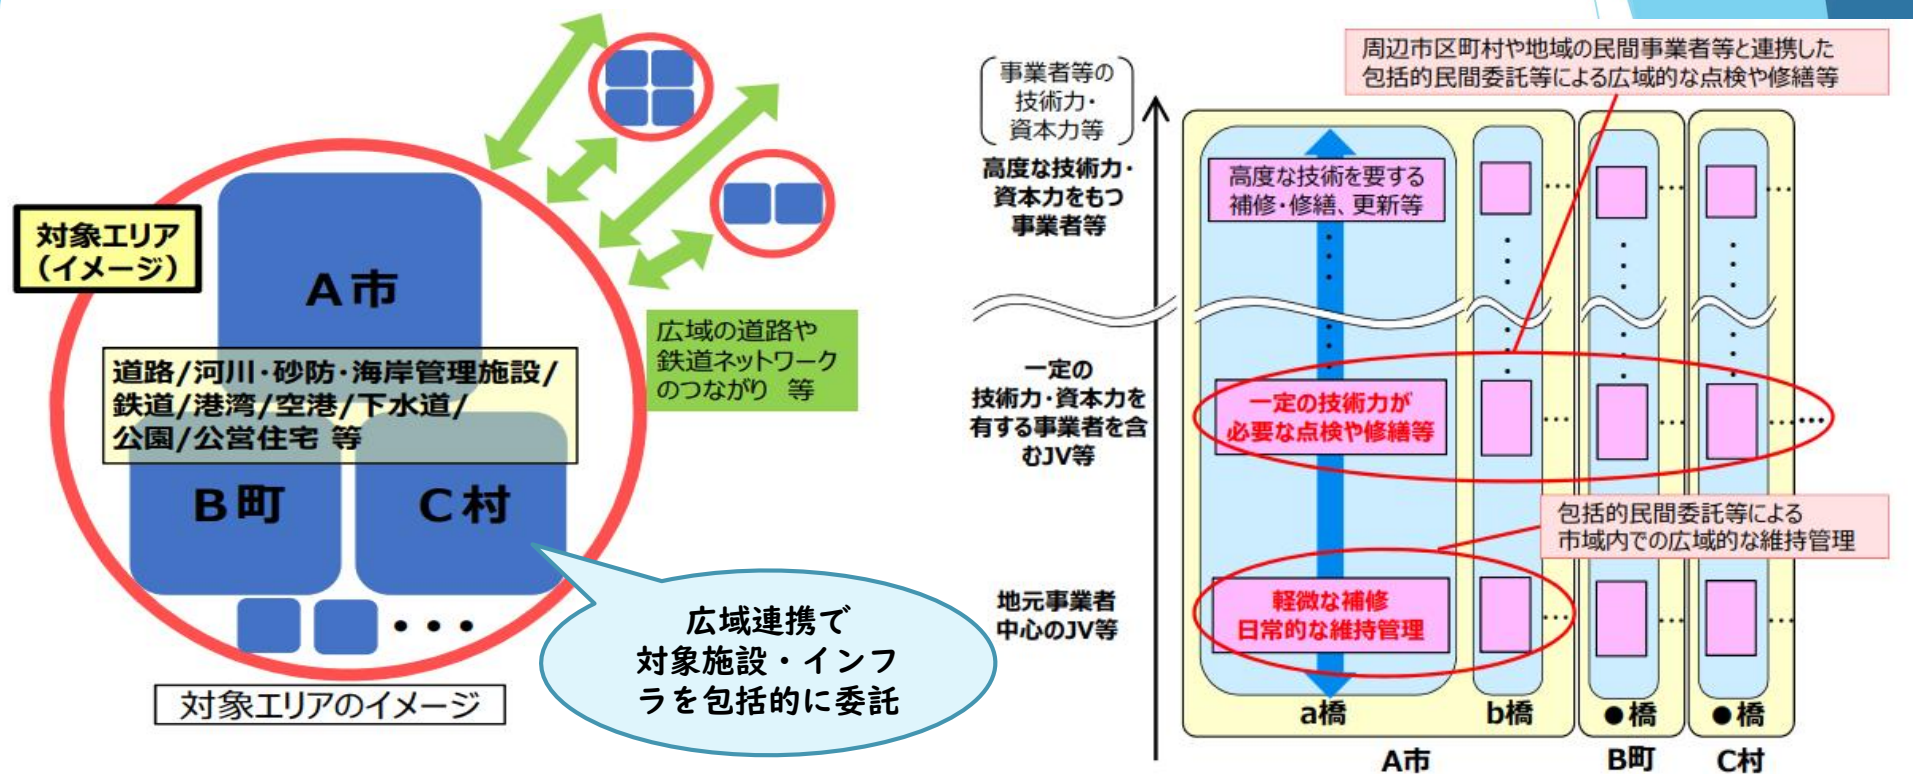 対象エリア
（イメージ）
A市
道路/河川・砂防・海岸管理施設/
鉄道/港湾/空港/下水道/
公園/公営住宅 等
B町
C村
・・・
対象エリアのイメージ
広域の道路や
鉄道ネットワーク
のつながり 等
広域連携で
対象施設・インフ
ラを包括的に委託
事業者等の
技術力・
資本力等
高度な技術力・
資本力をもつ
事業者等
一定の
技術力・資本力を
有する事業者を含
むJV等
地元事業者
中心のJV等
周辺市区町村や地域の民間事業者等と連携した
包括的民間委託等による広域的な点検や修繕等
高度な技術を要する
補修・修繕、更新等
一定の技術力が
必要な点検や修繕等
包括的民間委託等による
市域内での広域的な維持管理
軽微な補修
日常的な維持管理
a橋
b橋
●橋
●橋
A市
B町
C村